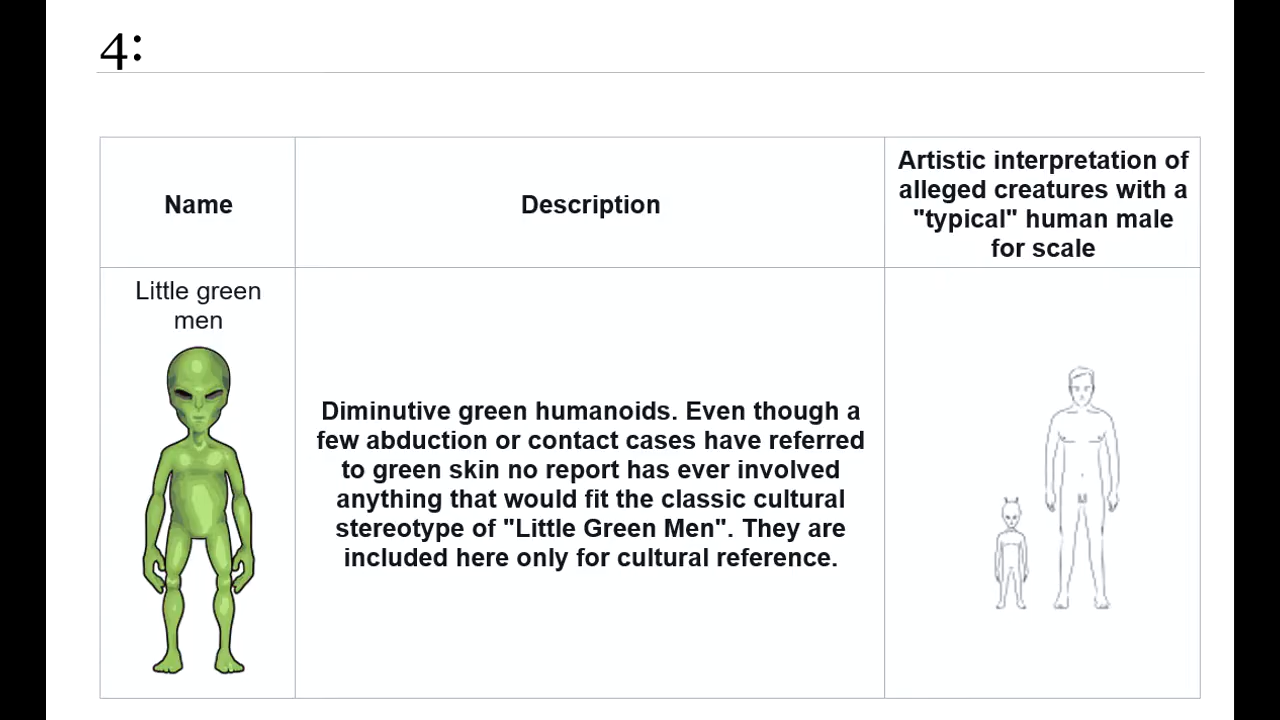 4:
Name
Description
Artistic interpretation of
alleged creatures with a
"typical" human male
for scale
Little green
men
Diminutive green humanoids. Even though a
few abduction or contact cases have referred
to green skin no report has ever involved
anything that would fit the classic cultural
stereotype of "Little Green Men". They are
included here only for cultural reference.